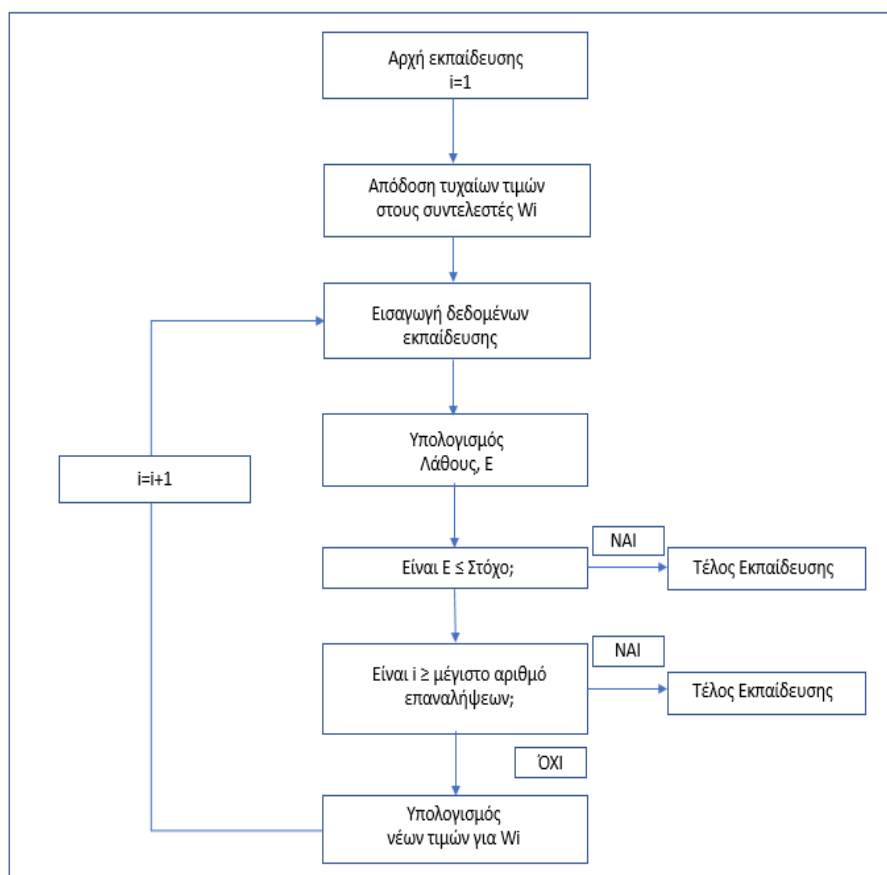 Αρχή εκπαίδευσης
i=1
Απόδοση τυχαίων τιμών
στους συντελεστές Wi
Εισαγωγή δεδομένων
εκπαίδευσης
Υπολογισμός
Λάθους, Ε
i=i+1
Είναι Ε ≤ Στόχο;
ΝΑΙ
Τέλος Εκπαίδευσης
Είναι i ≥ μέγιστο αριθμό
επαναλήψεων;
ΝΑΙ
Τέλος Εκπαίδευσης
ΌΧΙ
Υπολογισμός
νέων τιμών για Wi